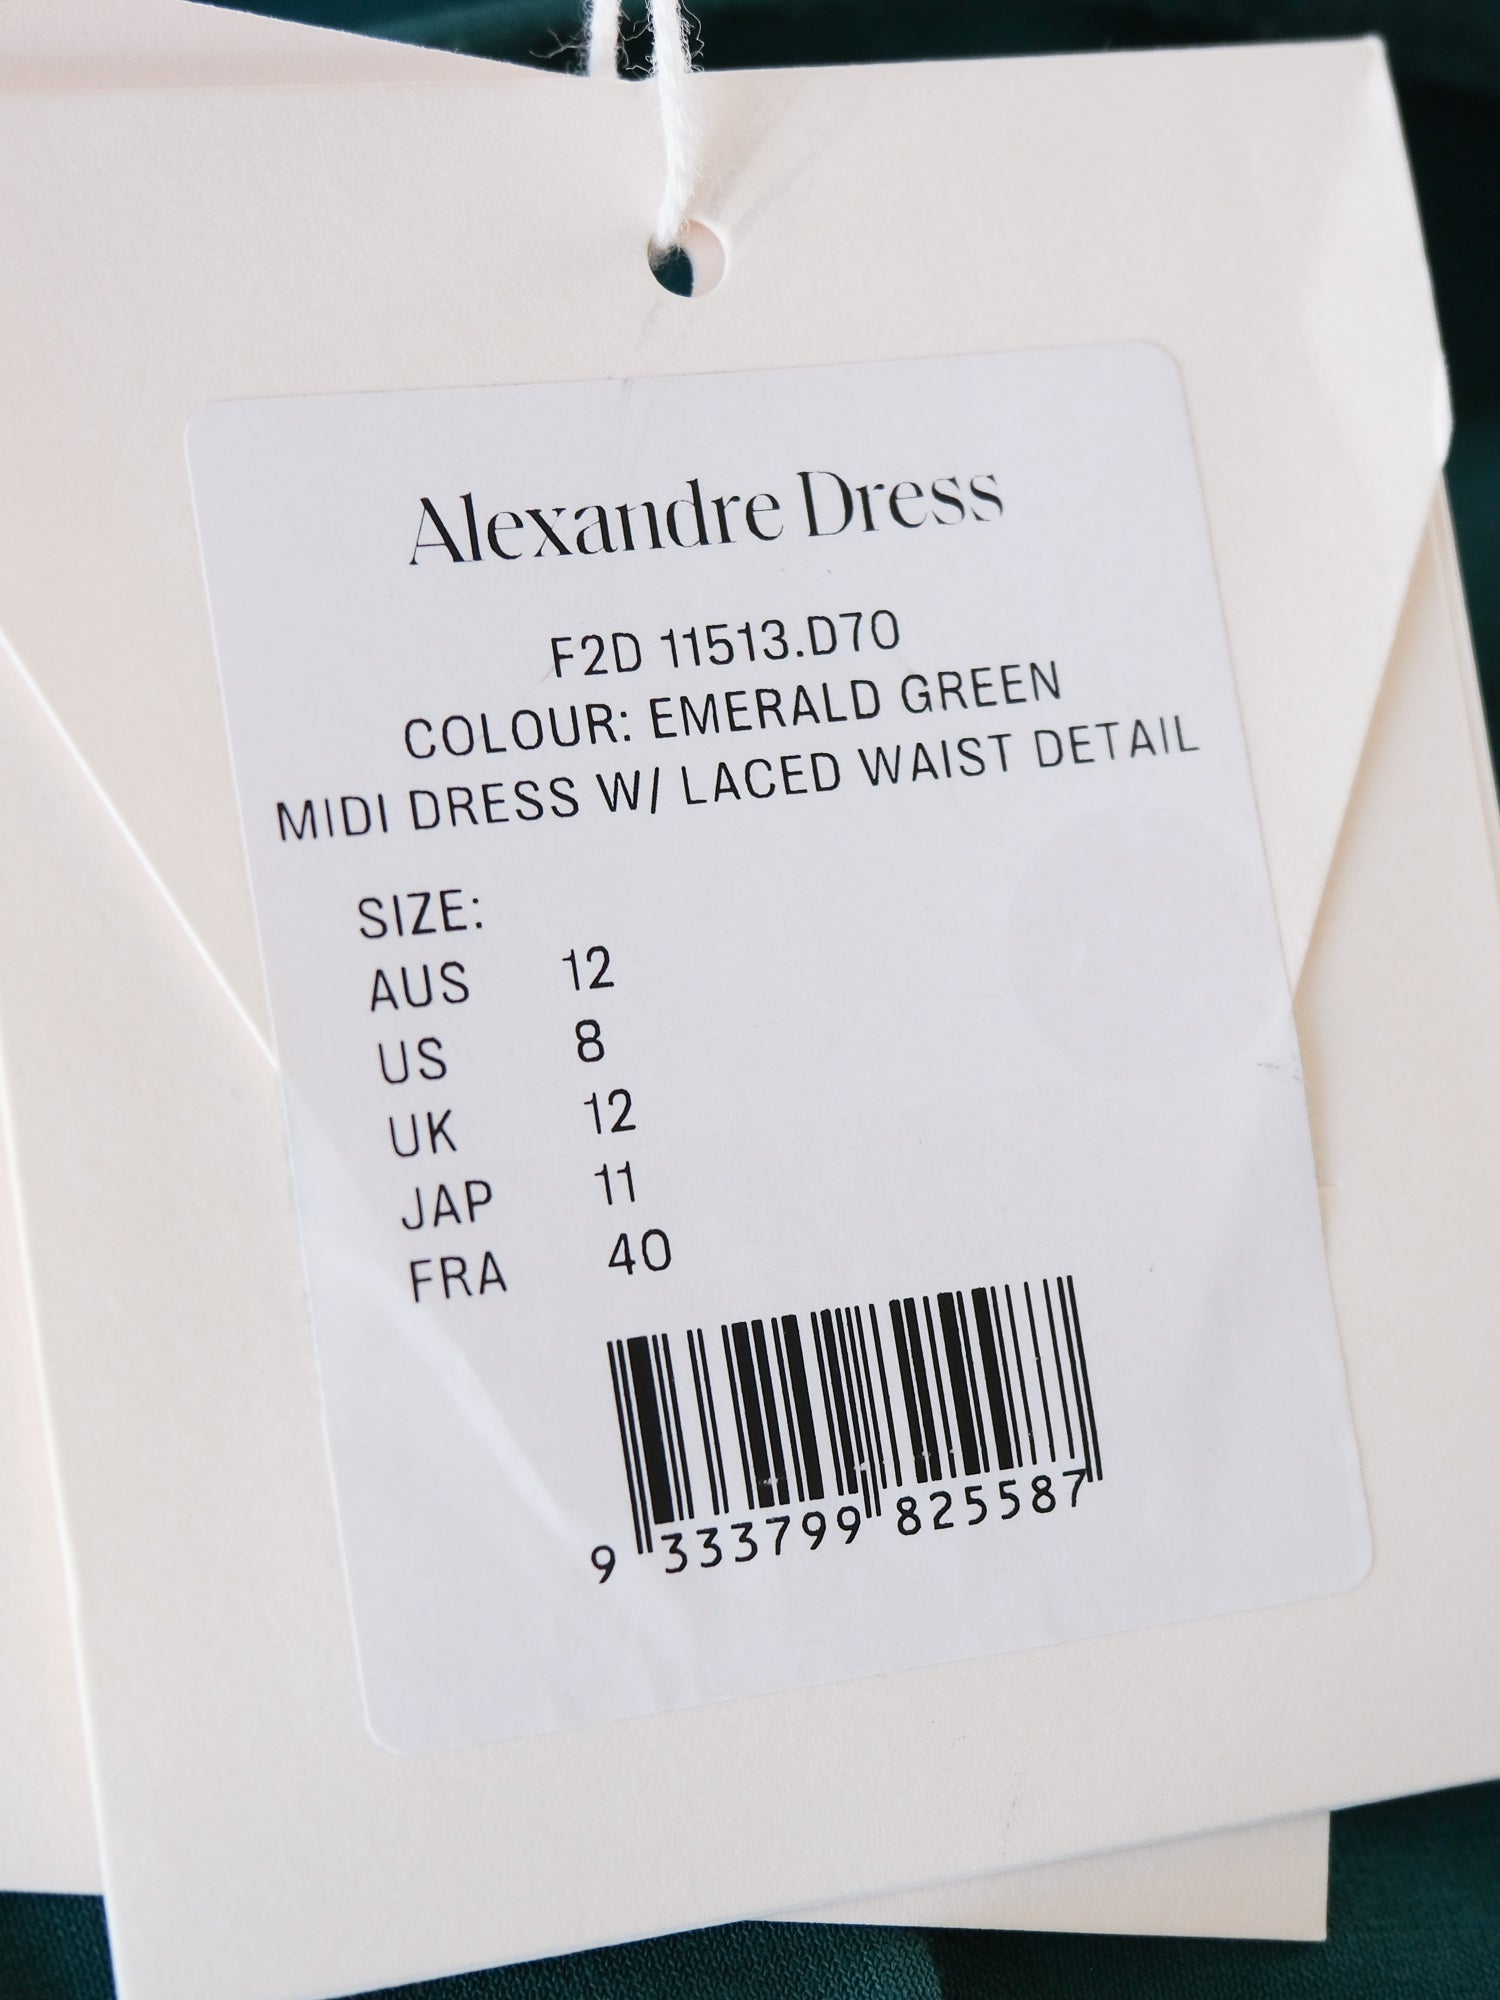 Alexandre Dress
F2D 11513.D70
COLOUR: EMERALD GREEN
MIDI DRESS W/ LACED WAIST DETAIL
SIZE:
AUS 12
US 8
UK 12
JAP 11
FRA 40
9 333799 825587